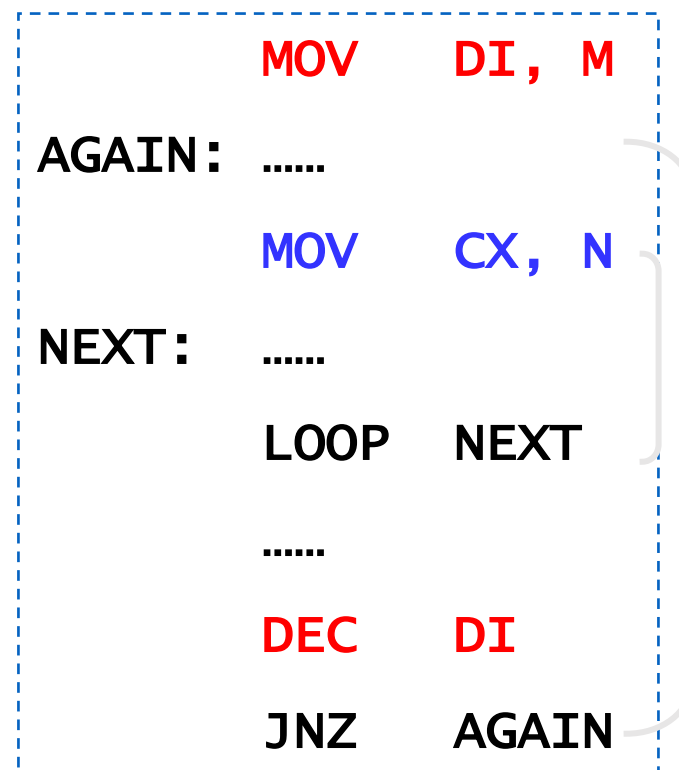 MOV DI, M
AGAIN: ……
MOV CX, N
NEXT: ……
LOOP NEXT
……
DEC DI
JNZ AGAIN